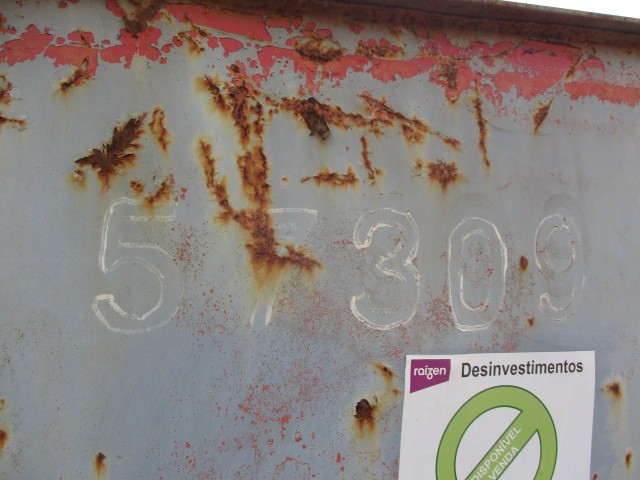 57309
raízen Desinvestimentos
DISPONÍVEL
VENDA